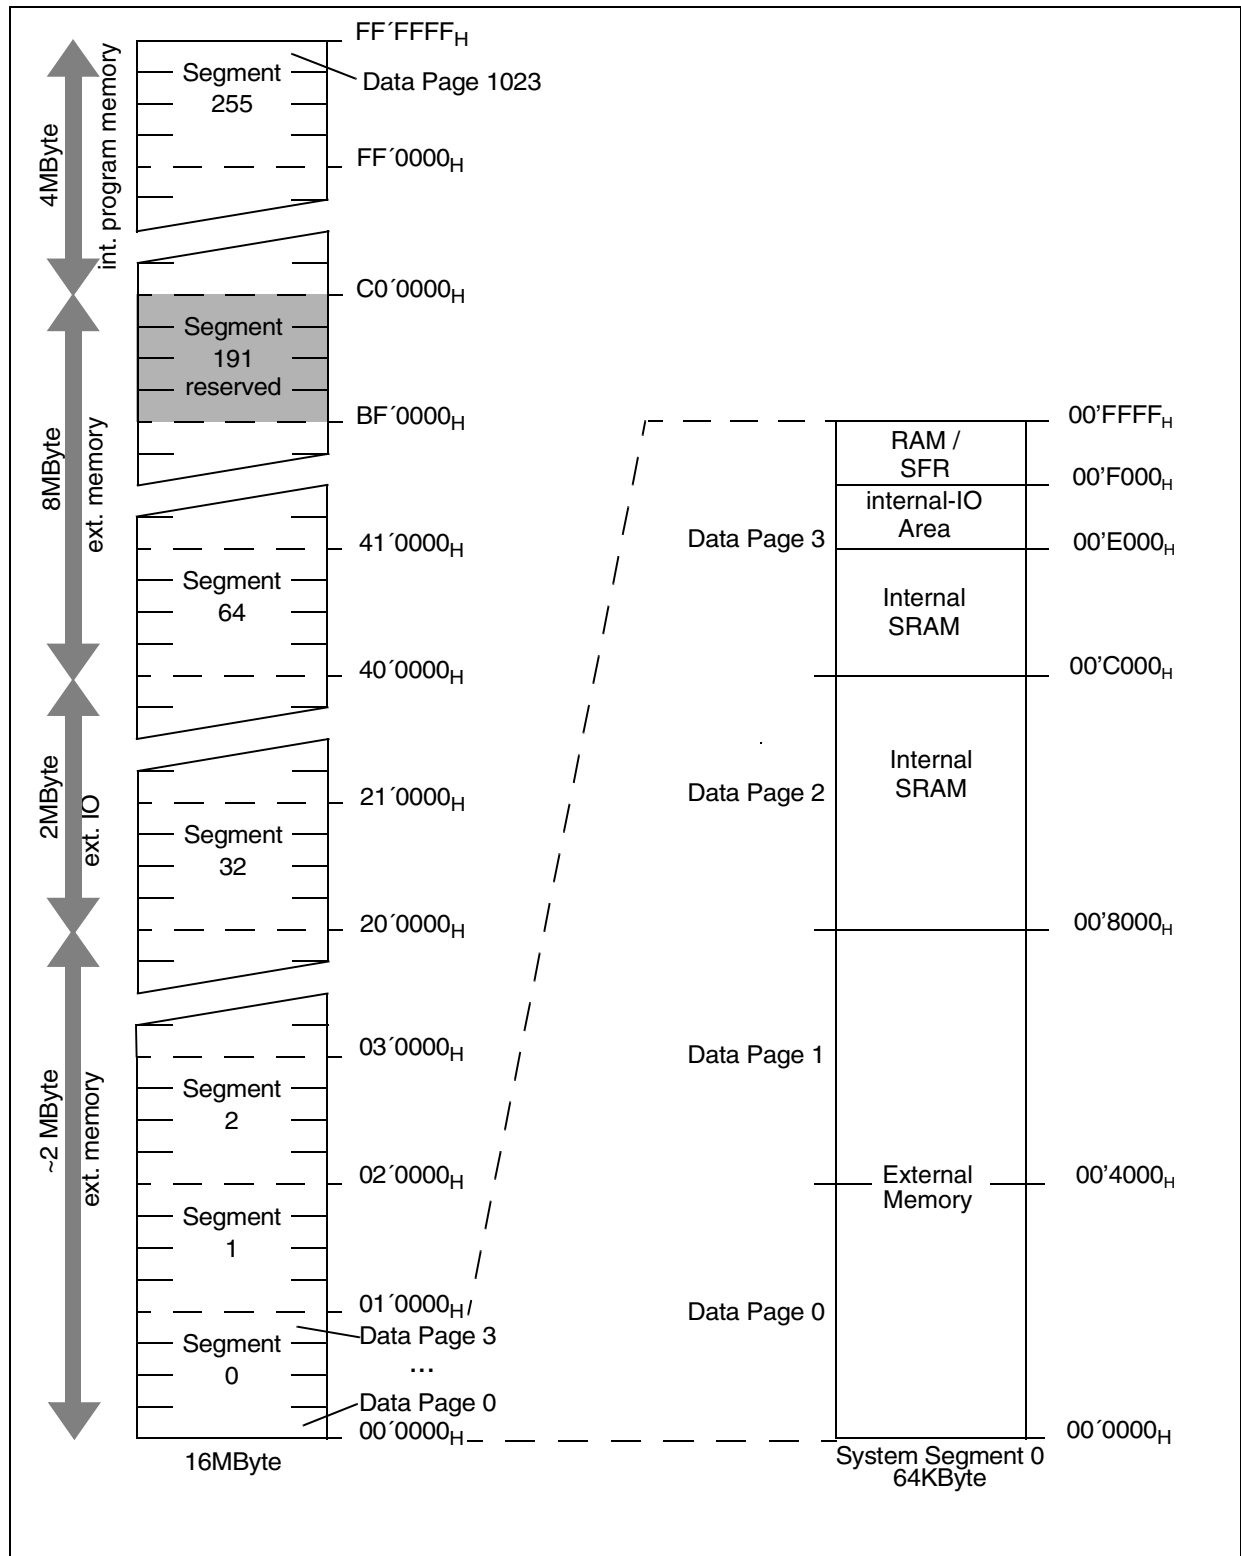 FF´FFFFH
Data Page 1023
Segment
255
FF´0000H
4MByte
int. program memory
C0´0000H
Segment
191
reserved
BF´0000H
8MByte
ext. memory
41´0000H
Segment
64
40´0000H
2MByte
ext. IO
21´0000H
Segment
32
20´0000H
~2 MByte
ext. memory
03´0000H
Segment
2
02´0000H
Segment
1
01´0000H
Data Page 3
Segment
0
...
Data Page 0
00´0000H
16MByte
00'FFFFH
RAM /
SFR
00'F000H
internal-IO
Area
Data Page 3
00'E000H
Internal
SRAM
00'C000H
Internal
SRAM
Data Page 2
00'8000H
Data Page 1
External
Memory
00'4000H
Data Page 0
00´0000H
System Segment 0
64KByte